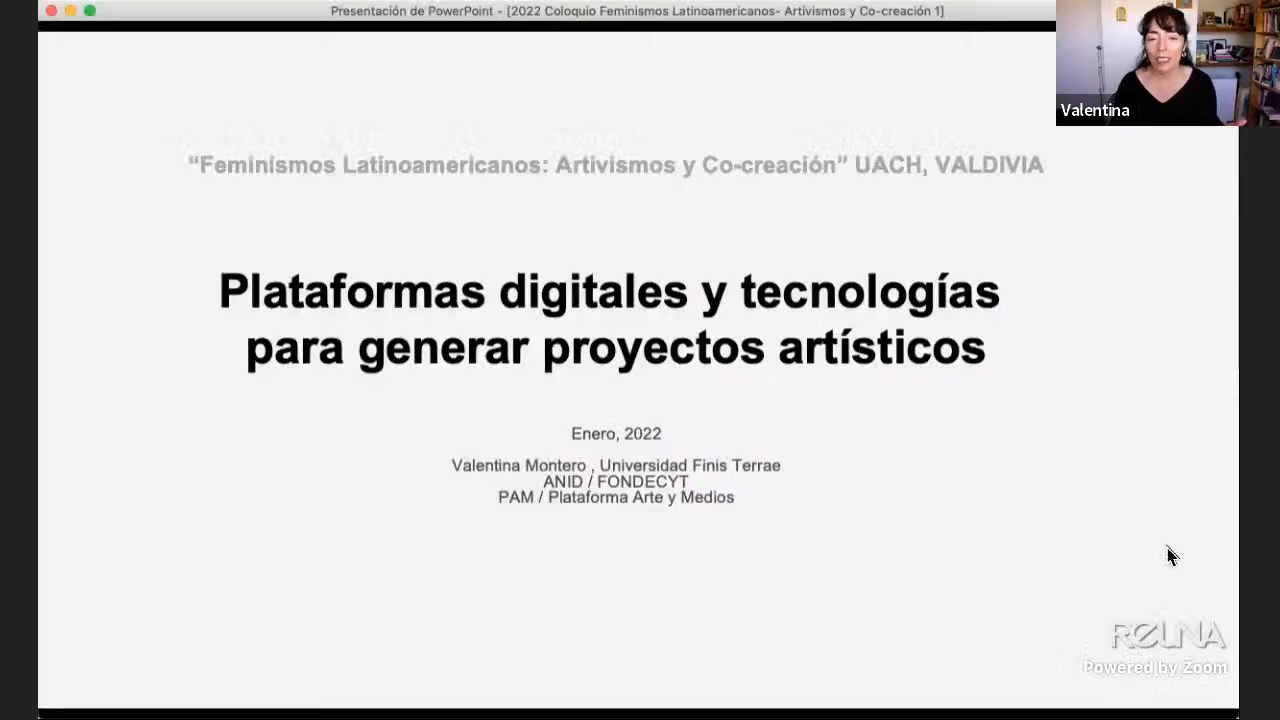 Presentación de PowerPoint - [2022 Coloquio Feminismos Latinoamericanos- Artivismos y Co-creación 1]
Valentina
“Feminismos Latinoamericanos: Artivismos y Co-creación” UACH, VALDIVIA
Plataformas digitales y tecnologías
para generar proyectos artísticos
Enero, 2022
Valentina Montero , Universidad Finis Terrae
ANID / FONDECYT
PAM / Plataforma Arte y Medios
REUNA
Powered by Zoom